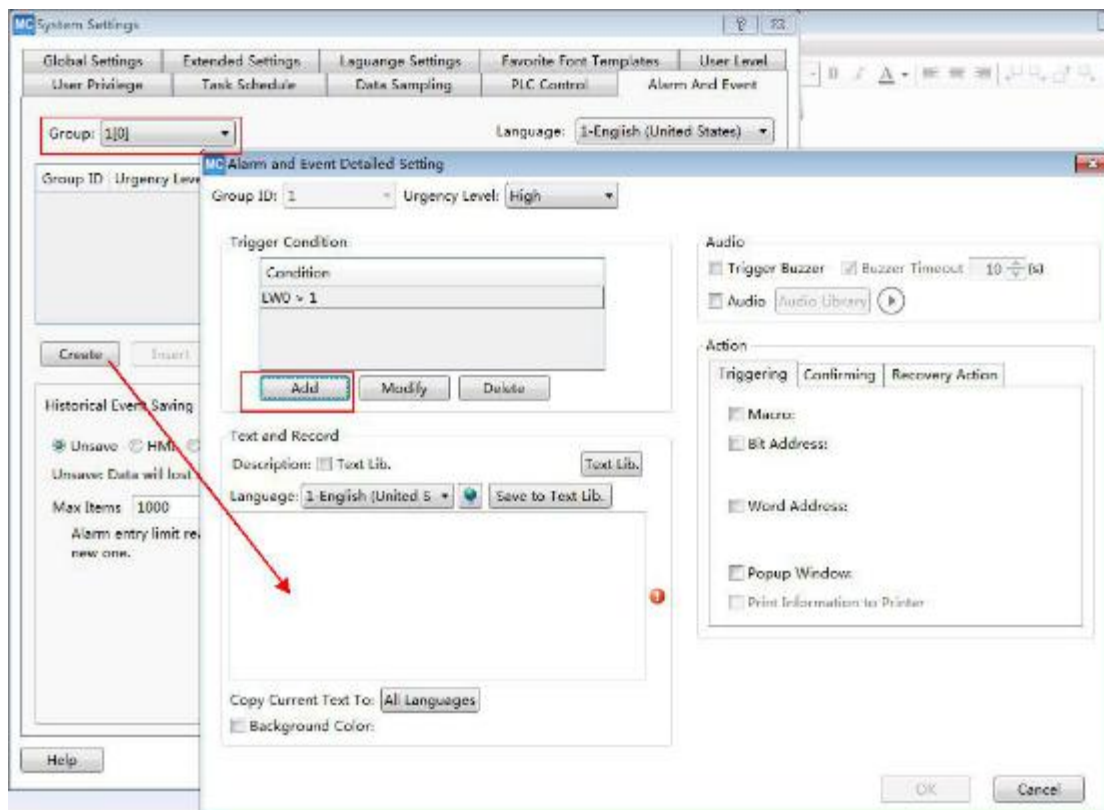 MC System Settings
Global Settings Extended Settings Laguange Settings Favorite Font Templates User Level
User Privilege Task Schedule Data Sampling PLC Control Alarm And Event
Group: 1[0] Language: 1-English (United States)
Group ID Urgency Leve
MC Alarm and Event Detailed Setting
Group ID: 1 Urgency Level: High
Trigger Condition
Condition
LW0 > 1
Add Modify Delete
Create Insert
Historical Event Saving
Unsave HMI
Unsave: Data will lost
Max Items 1000
Alarm entry limit rea
new one.
Text and Record
Description: Text Lib. Text Lib.
Language: 1-English (United S Save to Text Lib.
Copy Current Text To: All Languages
Background Color:
Audio
Trigger Buzzer Buzzer Timeout 10 (s)
Audio Audio Library
Action
Triggering Confirming Recovery Action
Macro:
Bit Address:
Word Address:
Popup Window:
Print Information to Printer
Help
OK Cancel